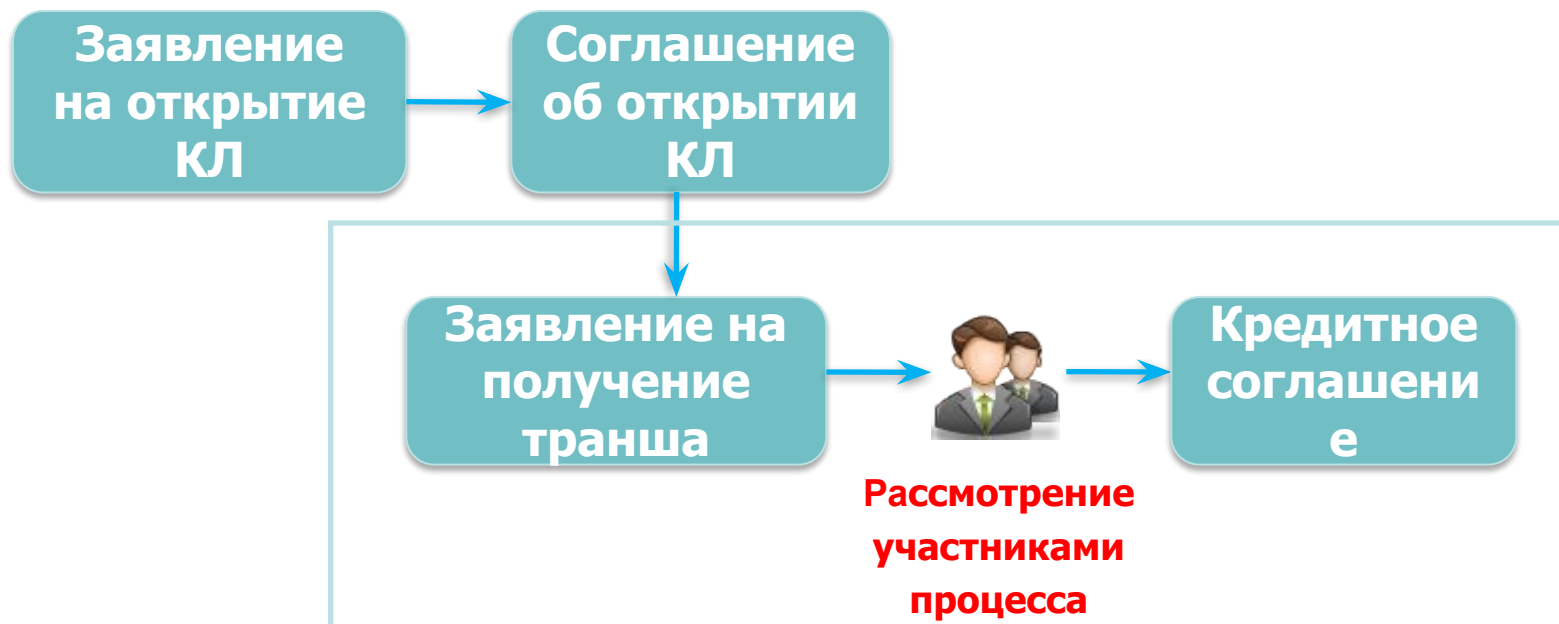 Заявление
на открытие
КЛ
Соглашение
об открытии
КЛ
Заявление на
получение
транша
Рассмотрение
участниками
процесса
Кредитное
соглашени
е